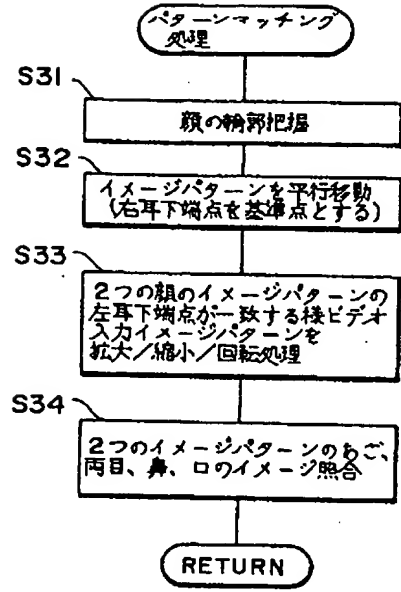 パターンマッチング
処理
S31
顔の輪郭把握
S32
イメージパターンを平行移動
(右耳下端点を基準点とする)
S33
2つの顔のイメージパターンの
左耳下端点が一致する様ビデオ
入力イメージパターンを
拡大/縮小/回転処理
S34
2つのイメージパターンのあご、
両目、鼻、口のイメージ照合
RETURN